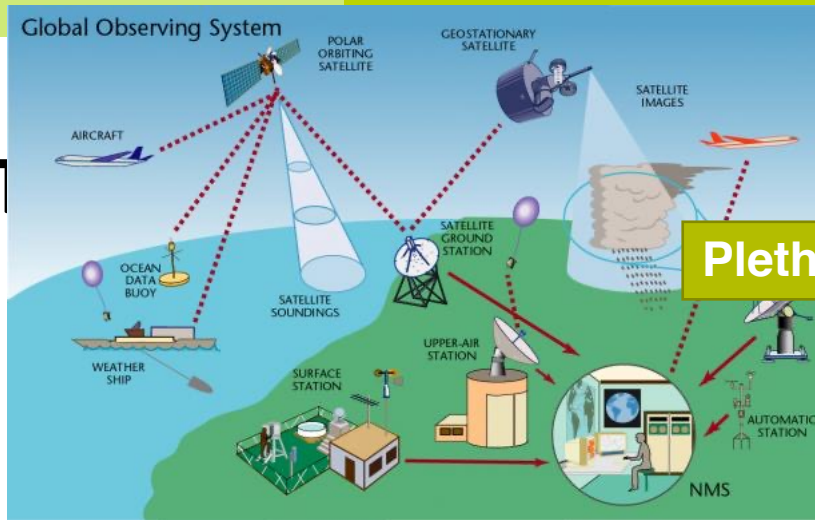 Global Observing System
POLAR
ORBITING
SATELLITE
GEOSTATIONARY
SATELLITE
SATELLITE
IMAGES
AIRCRAFT
SATELLITE
GROUND
STATION
OCEAN
DATA
BUOY
SATELLITE
SOUNDINGS
WEATHER
SHIP
UPPER-AIR
STATION
SURFACE
STATION
AUTOMATIC
STATION
NMS
Pleth